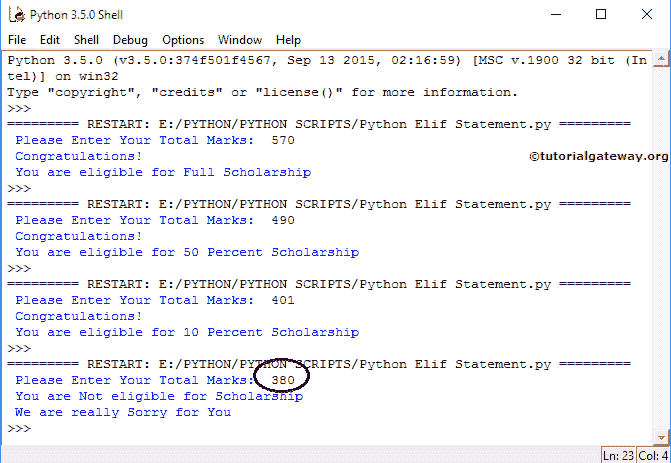 Python 3.5.0 Shell
File Edit Shell Debug Options Window Help
Python 3.5.0 (v3.5.0:374f501f4567, Sep 13 2015, 02:16:59) [MSC v.1900 32 bit (In
tel)] on win32
Type "copyright", "credits" or "license()" for more information.
>>>
========= RESTART: E:/PYTHON/PYTHON SCRIPTS/Python Elif Statement.py =========
Please Enter Your Total Marks:  570
Congratulations!
©tutorialgateway.org
You are eligible for Full Scholarship
>>>
========= RESTART: E:/PYTHON/PYTHON SCRIPTS/Python Elif Statement.py =========
Please Enter Your Total Marks:  490
Congratulations!
You are eligible for 50 Percent Scholarship
>>>
========= RESTART: E:/PYTHON/PYTHON SCRIPTS/Python Elif Statement.py =========
Please Enter Your Total Marks:  401
Congratulations!
You are eligible for 10 Percent Scholarship
>>>
========= RESTART: E:/PYTHON/PYTHON SCRIPTS/Python Elif Statement.py =========
Please Enter Your Total Marks:  380
You are Not eligible for Scholarship
We are really Sorry for You
>>>
Ln: 23 Col: 4